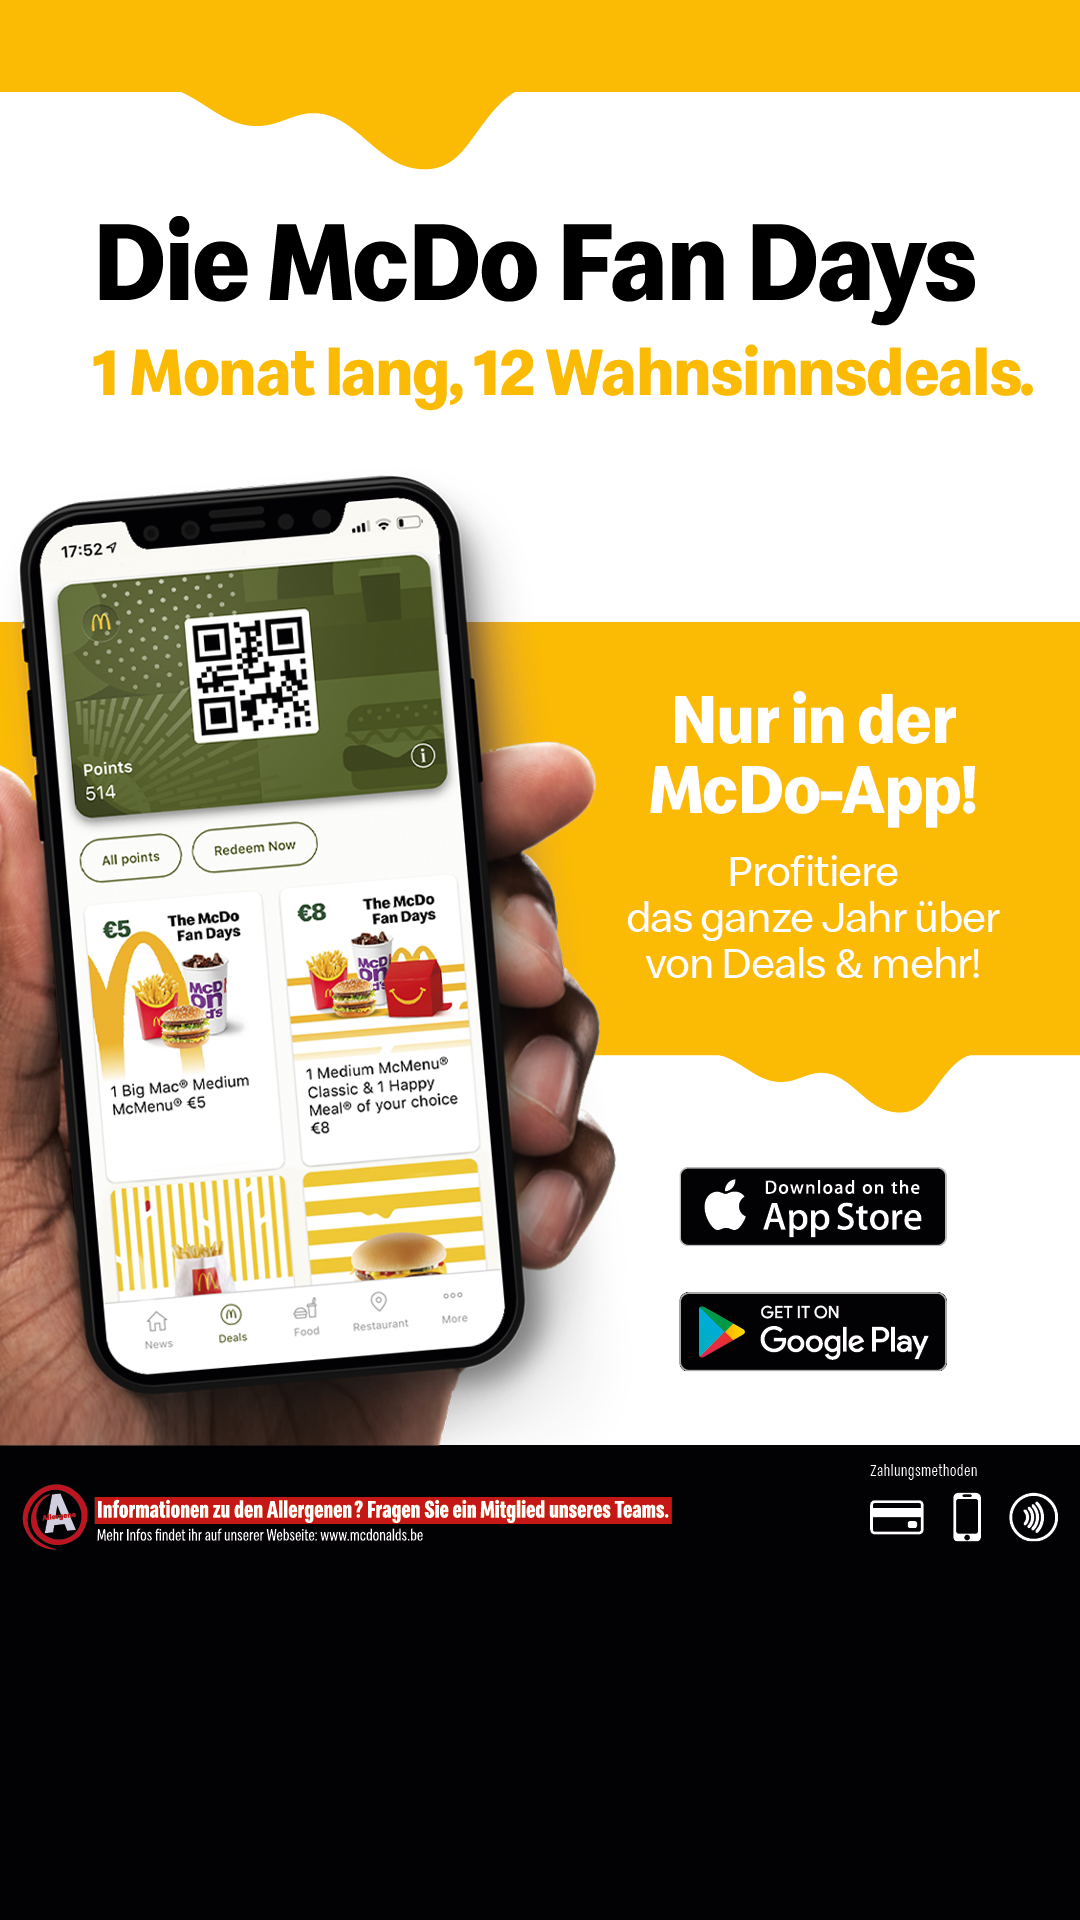 Die McDo Fan Days
1 Monat lang, 12 Wahnsinnsdeals.
17:52
Points
514
All points
Redeem Now
€5
The McDo
Fan Days
1 Big Mac® Medium
McMenu® €5
€8
The McDo
Fan Days
1 Medium McMenu®
Classic & 1 Happy
Meal® of your choice
€8
News
Deals
Food
Restaurant
More
Nur in der
McDo-App!
Profitiere
das ganze Jahr über
von Deals & mehr!
Download on the
App Store
GET IT ON
Google Play
Zahlungsmethoden
A
Allergene
Informationen zu den Allergenen? Fragen Sie ein Mitglied unseres Teams.
Mehr Infos findet ihr auf unserer Webseite: www.mcdonalds.be